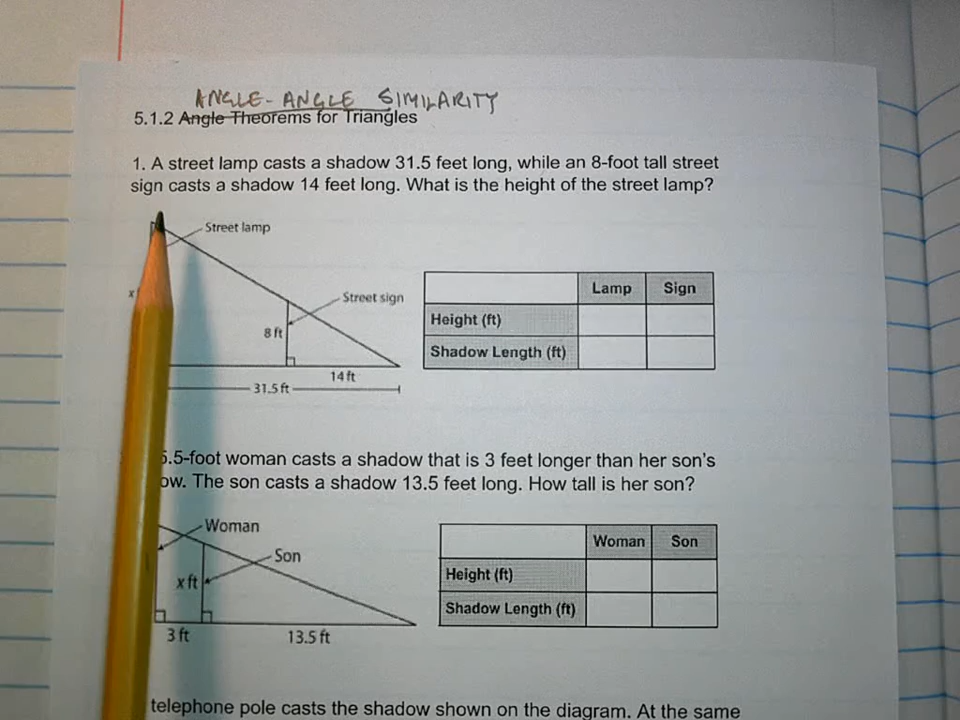 ANGLE-ANGLE SIMILARITY
5.1.2 Angle Theorems for Triangles
1. A street lamp casts a shadow 31.5 feet long, while an 8-foot tall street
sign casts a shadow 14 feet long. What is the height of the street lamp?
Street lamp
x
Street sign
8 ft
14 ft
31.5 ft
Lamp Sign
Height (ft)
Shadow Length (ft)
5.5-foot woman casts a shadow that is 3 feet longer than her son's
ow. The son casts a shadow 13.5 feet long. How tall is her son?
Woman
Son
x ft
3 ft
13.5 ft
Woman Son
Height (ft)
Shadow Length (ft)
telephone pole casts the shadow shown on the diagram. At the same